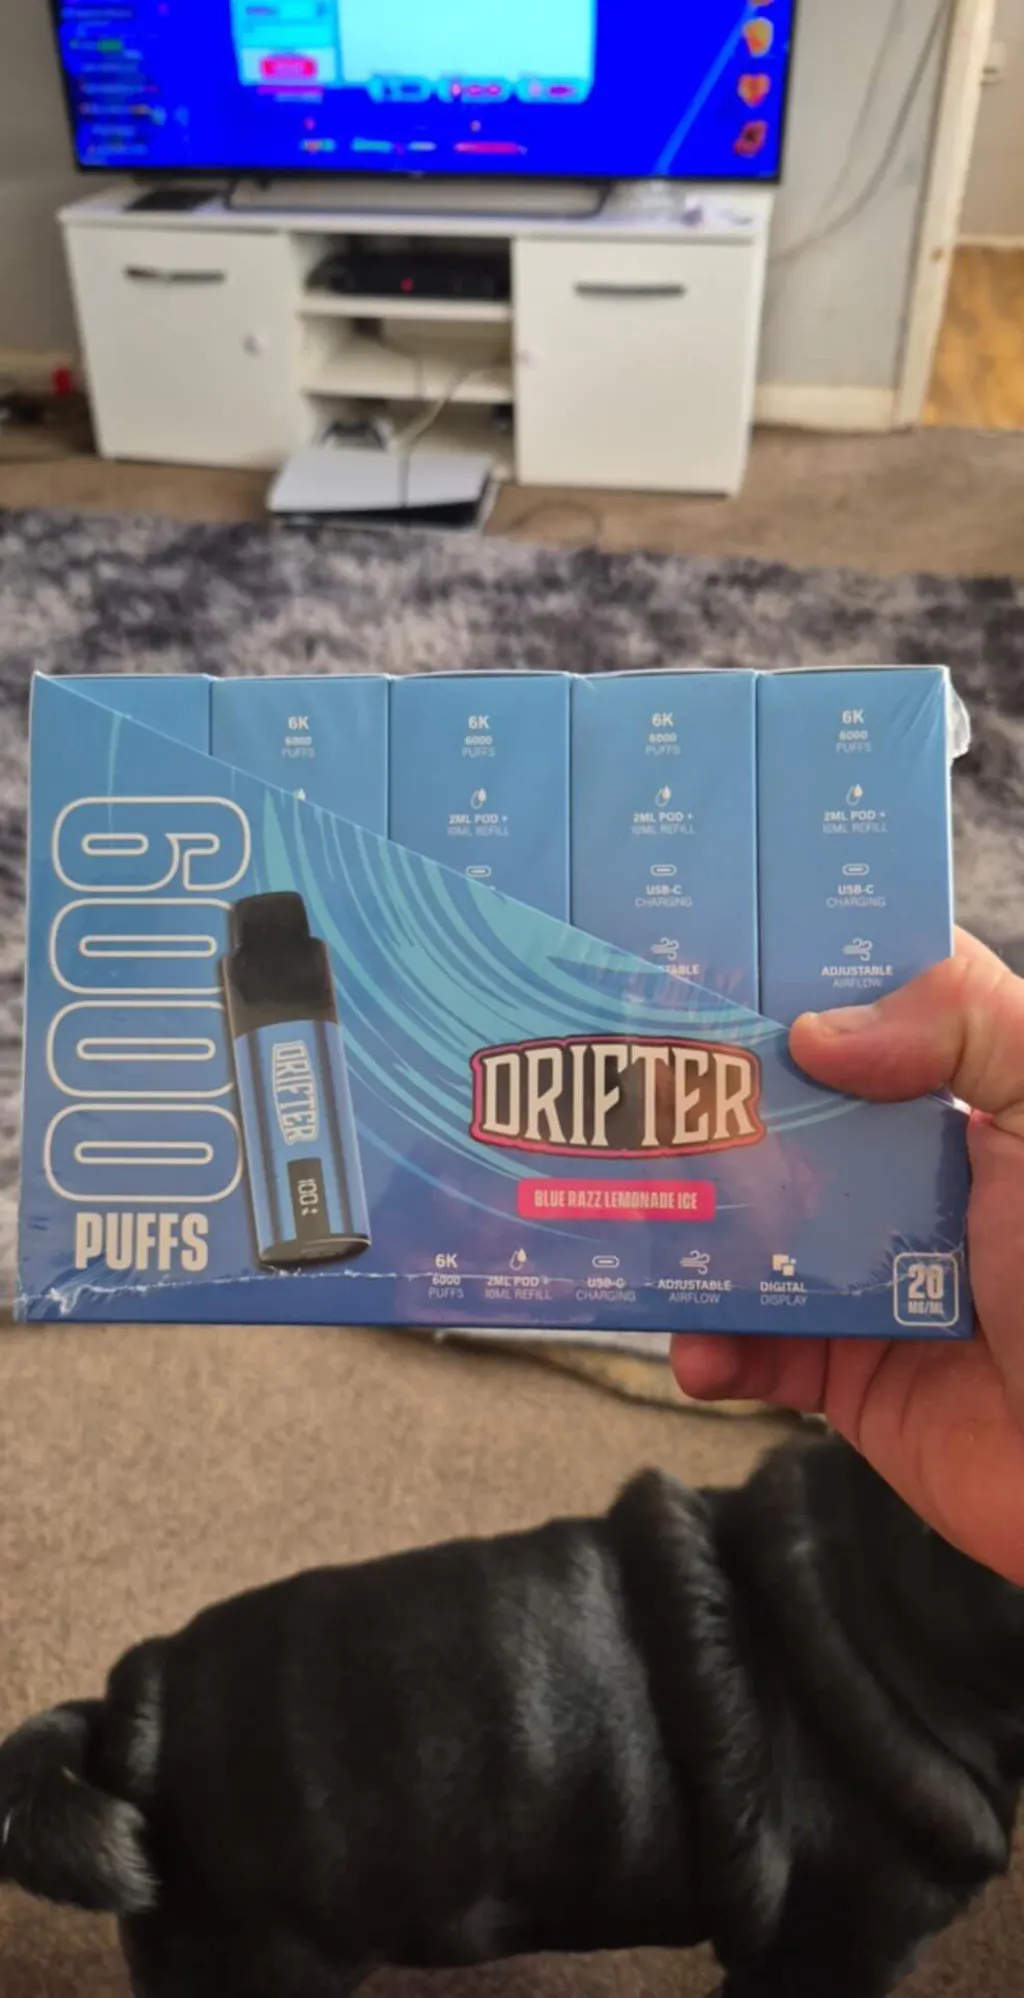 6K
6000
PUFFS
6K
6000
PUFFS
2ML POD +
10ML REFILL
6K
6000
PUFFS
2ML POD +
10ML REFILL
USB-C
CHARGING
TABLE
6K
6000
PUFFS
2ML POD +
10ML REFILL
USB-C
CHARGING
ADJUSTABLE
AIRFLOW
6000
PUFFS
DRIFTER
100
DRIFTER
BLUE RAZZ LEMONADE ICE
6K
6000
PUFFS
2ML POD +
10ML REFILL
USB-C
CHARGING
ADJUSTABLE
AIRFLOW
DIGITAL
DISPLAY
20
MG/ML